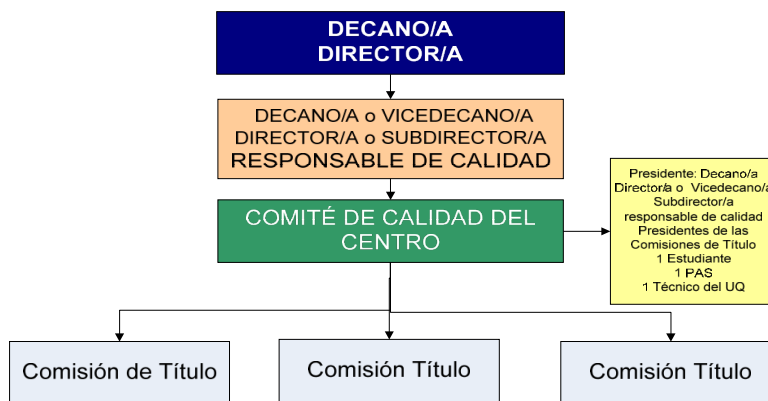 DECANO/A
DIRECTOR/A
DECANO/A o VICEDECANO/A
DIRECTOR/A o SUBDIRECTOR/A
RESPONSABLE DE CALIDAD
COMITÉ DE CALIDAD DEL
CENTRO
Presidente: Decano/a
Director/a o Vicedecano/a
Subdirector/a
responsable de calidad
Presidentes de las
Comisiones de Título
1 Estudiante
1 PAS
1 Técnico del UQ
Comisión de Título
Comisión Título
Comisión Título